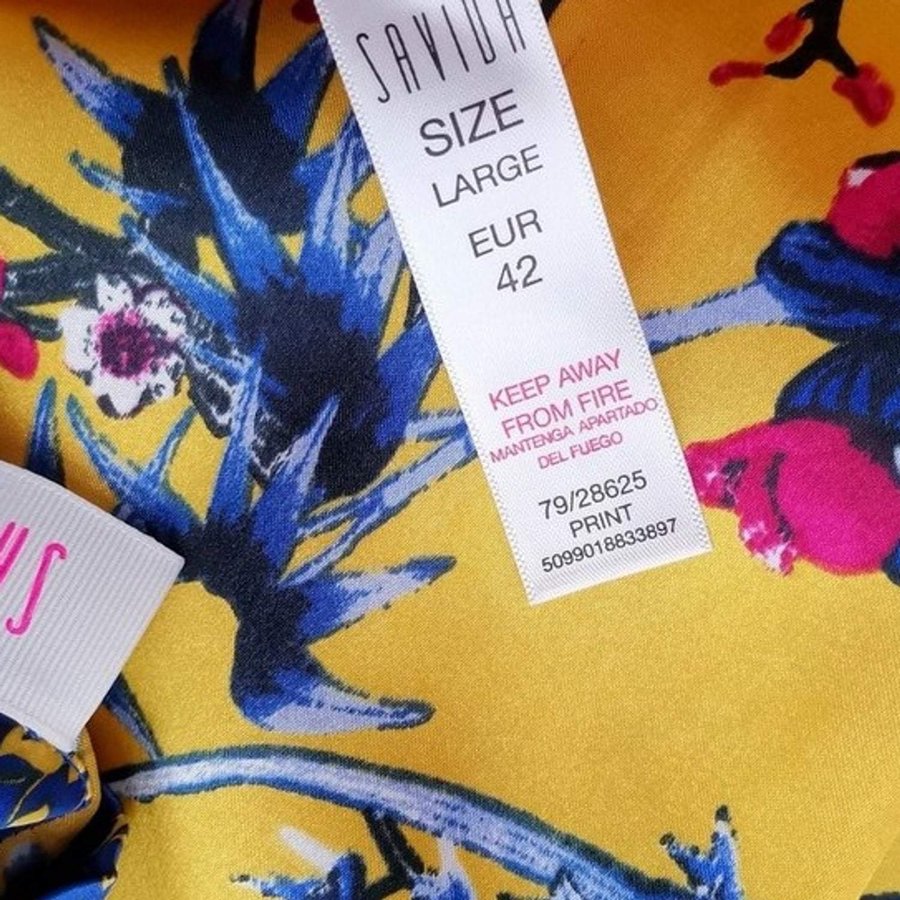 SAVIDA
SIZE
LARGE
EUR
42
KEEP AWAY
FROM FIRE
MANTENGA APARTADO
DEL FUEGO
79/28625
PRINT
5099018833897